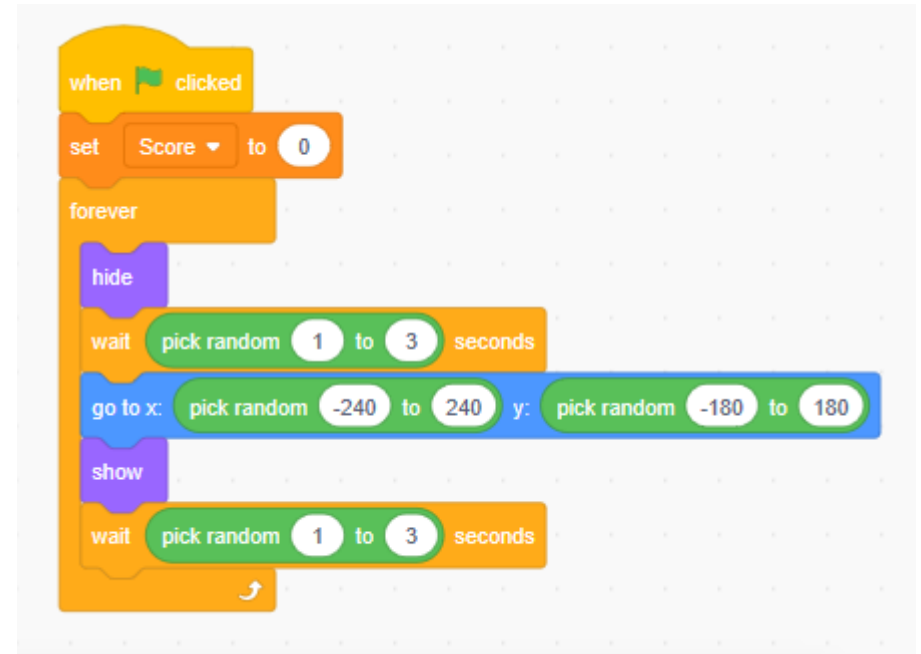 when clicked
set Score to 0
forever
hide
wait pick random 1 to 3 seconds
go to x: pick random -240 to 240 y: pick random -180 to 180
show
wait pick random 1 to 3 seconds